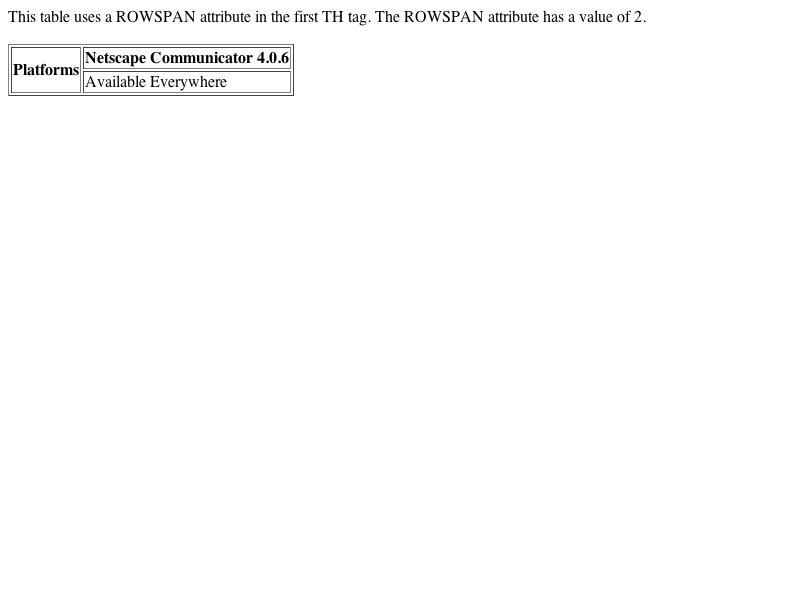 This table uses a ROWSPAN attribute in the first TH tag. The ROWSPAN attribute has a value of 2.
Platforms
Netscape Communicator 4.0.6
Available Everywhere